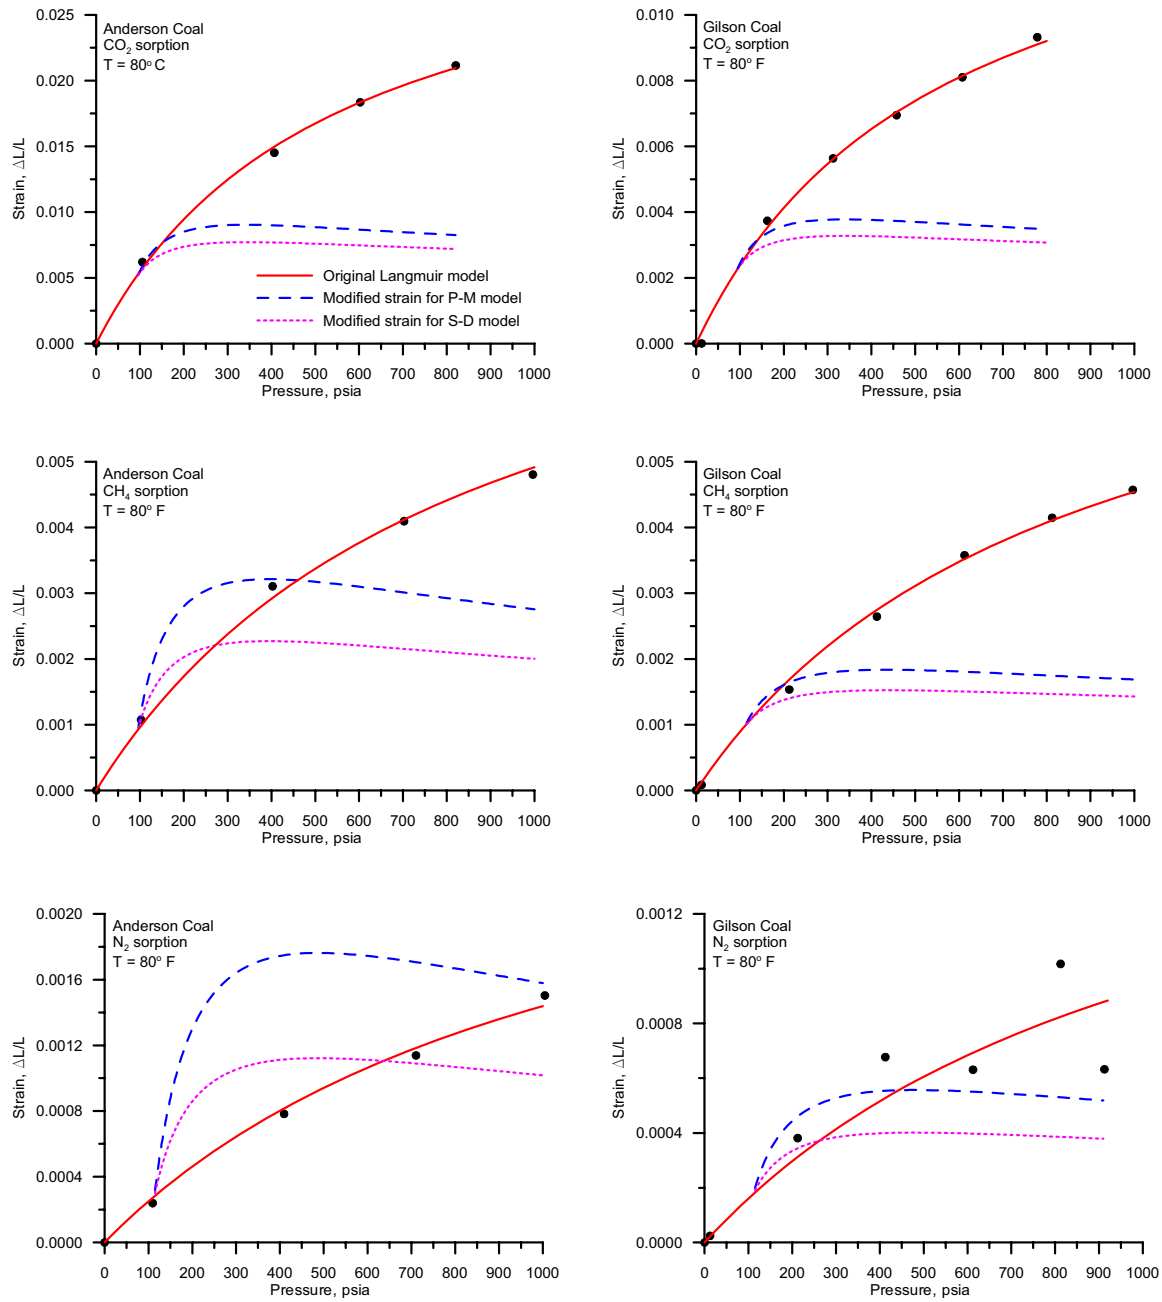 Anderson Coal
CO₂ sorption
T = 80° C
0.025
0.020
0.015
0.010
0.005
0.000
Strain, ΔL/L
Original Langmuir model
Modified strain for P-M model
Modified strain for S-D model
0 100 200 300 400 500 600 700 800 900 1000
Pressure, psia
Gilson Coal
CO₂ sorption
T = 80° F
0.010
0.008
0.006
0.004
0.002
0.000
Strain, ΔL/L
0 100 200 300 400 500 600 700 800 900 1000
Pressure, psia
Anderson Coal
CH₄ sorption
T = 80° F
0.005
0.004
0.003
0.002
0.001
0.000
Strain, ΔL/L
0 100 200 300 400 500 600 700 800 900 1000
Pressure, psia
Gilson Coal
CH₄ sorption
T = 80° F
0.005
0.004
0.003
0.002
0.001
0.000
Strain, ΔL/L
0 100 200 300 400 500 600 700 800 900 1000
Pressure, psia
Anderson Coal
N₂ sorption
T = 80° F
0.0020
0.0016
0.0012
0.0008
0.0004
0.0000
Strain, ΔL/L
0 100 200 300 400 500 600 700 800 900 1000
Pressure, psia
Gilson Coal
N₂ sorption
T = 80° F
0.0012
0.0008
0.0004
0.0000
Strain, ΔL/L
0 100 200 300 400 500 600 700 800 900 1000
Pressure, psia